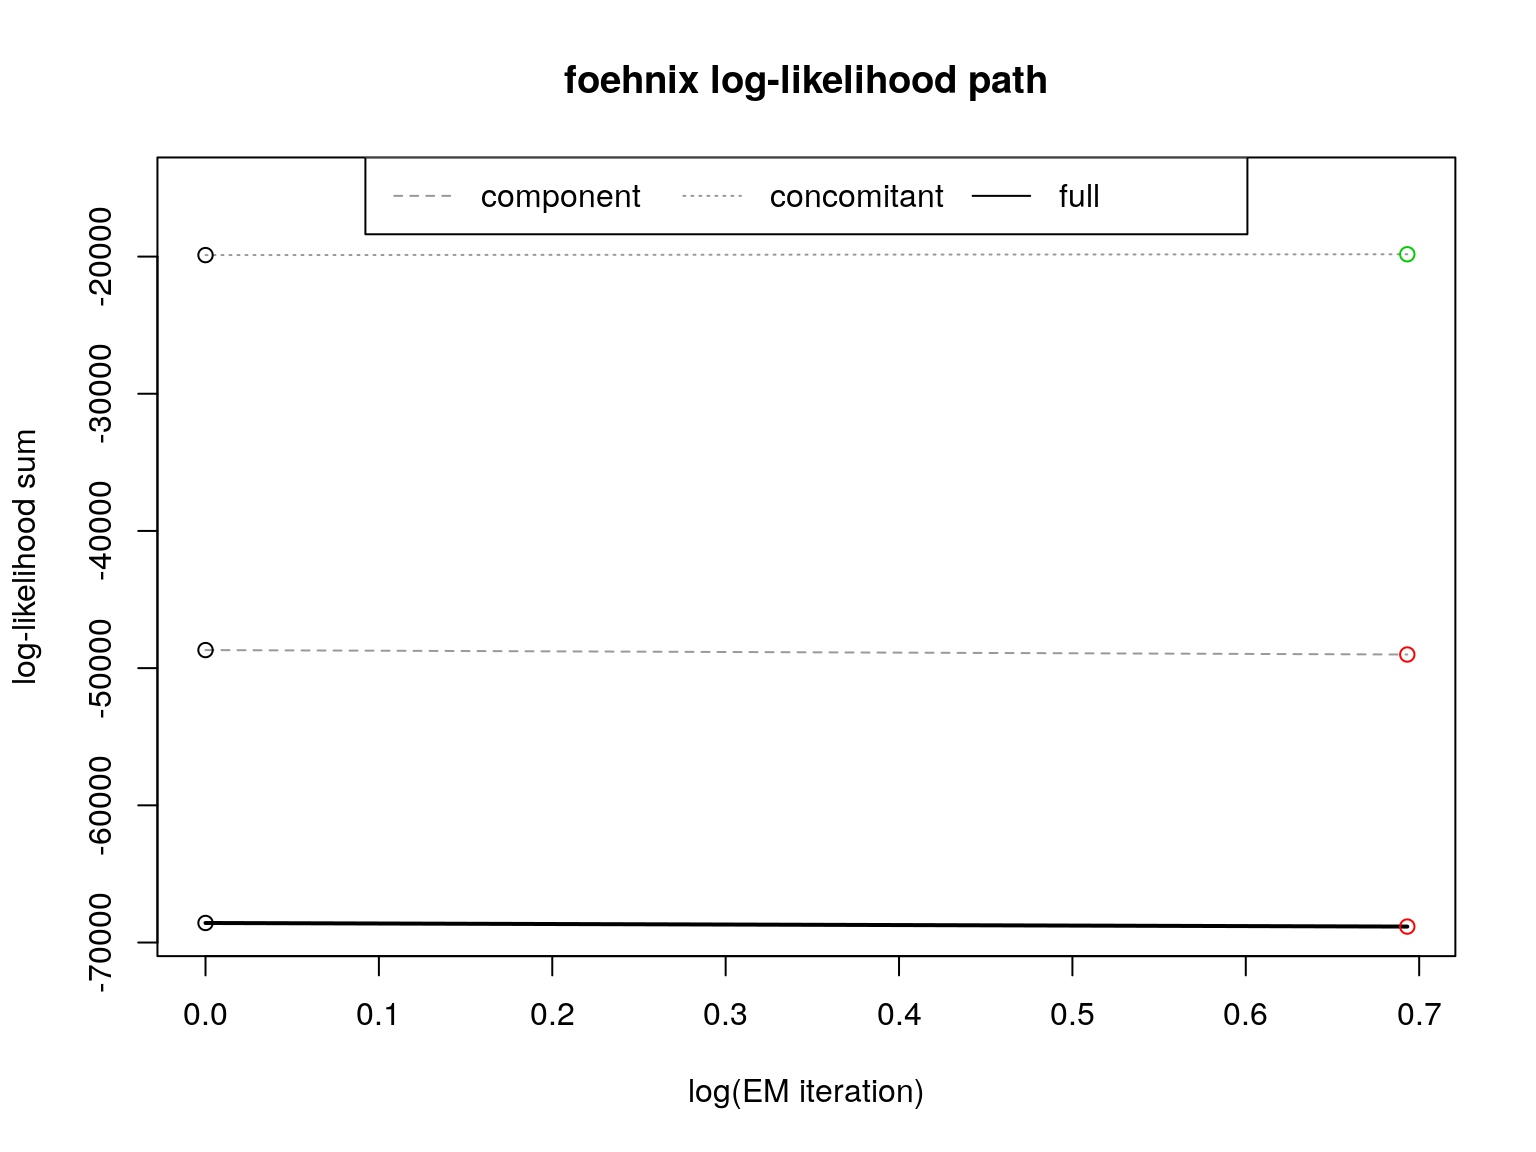 foehnix log-likelihood path
component concomitant full
log-likelihood sum
-20000
-30000
-40000
-50000
-60000
-70000
0.0 0.1 0.2 0.3 0.4 0.5 0.6 0.7
log(EM iteration)